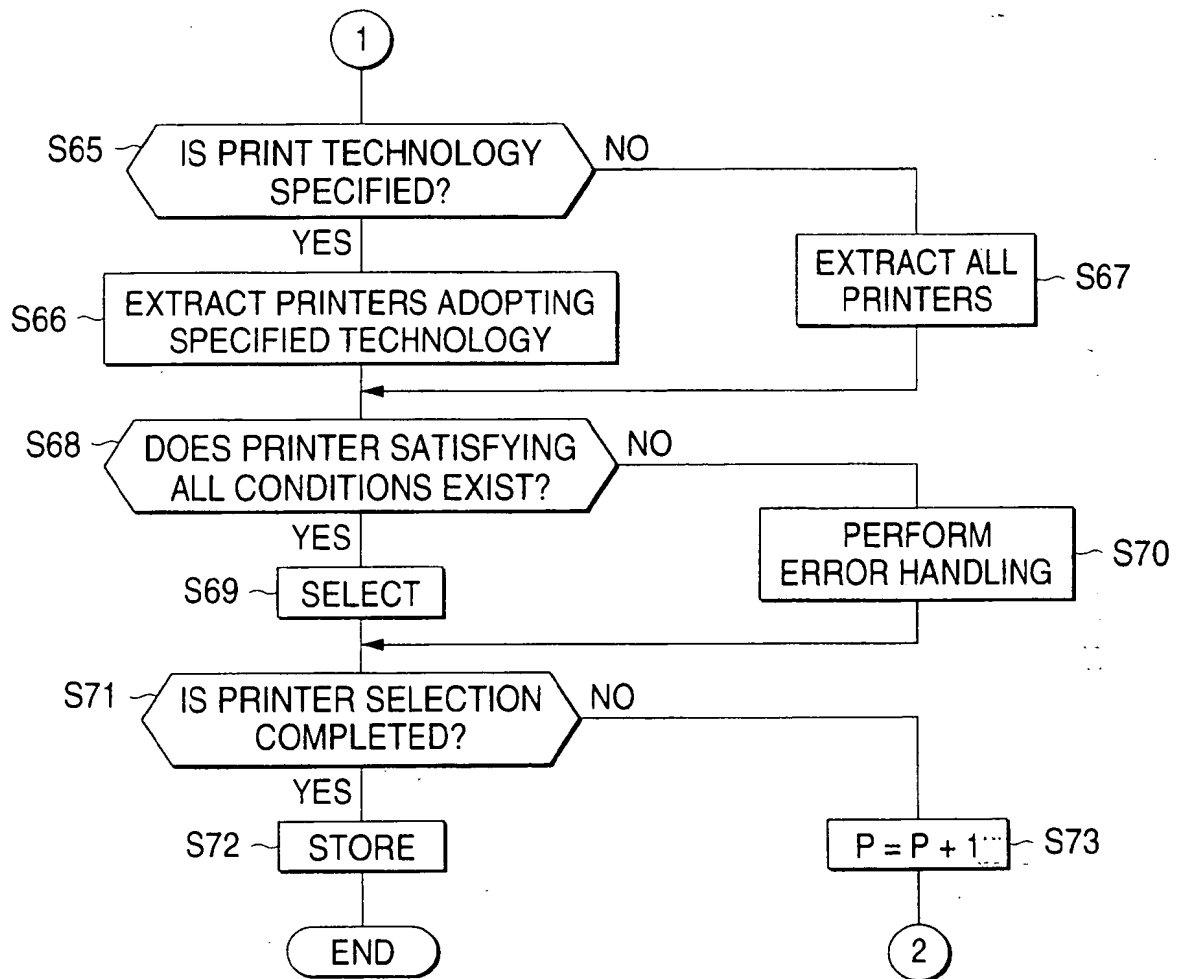 1
S65
IS PRINT TECHNOLOGY
SPECIFIED?
NO
YES
S66
EXTRACT PRINTERS ADOPTING
SPECIFIED TECHNOLOGY
EXTRACT ALL
PRINTERS
S67
S68
DOES PRINTER SATISFYING
ALL CONDITIONS EXIST?
NO
YES
S69
SELECT
PERFORM
ERROR HANDLING
S70
S71
IS PRINTER SELECTION
COMPLETED?
NO
YES
S72
STORE
P = P + 1
S73
END
2